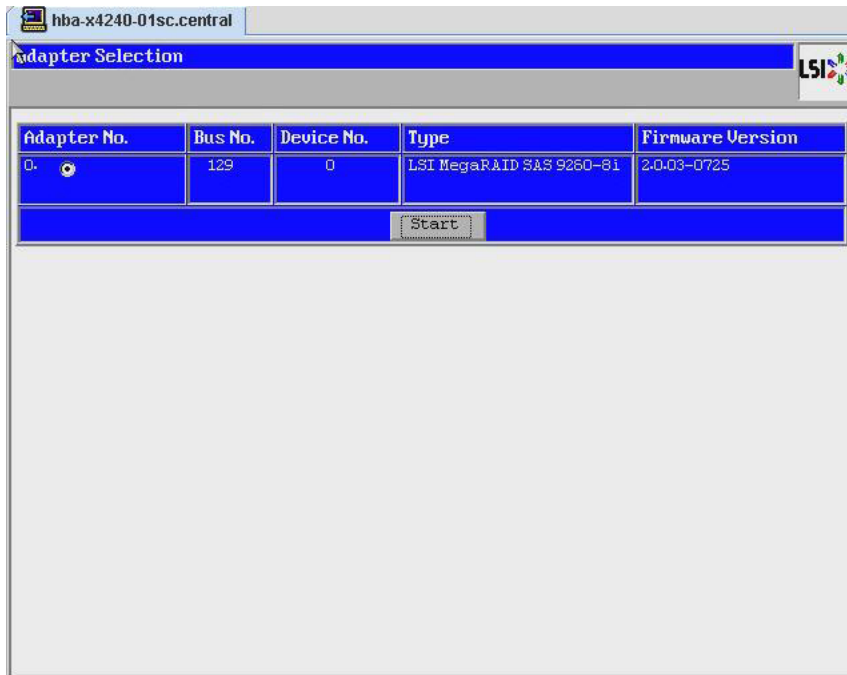 hba-x4240-01sc.central
Adapter Selection
LSI
Adapter No. Bus No. Device No. Type Firmware Version
0. 129 0 LSI MegaRAID SAS 9260-8i 2.0.03-0725
Start